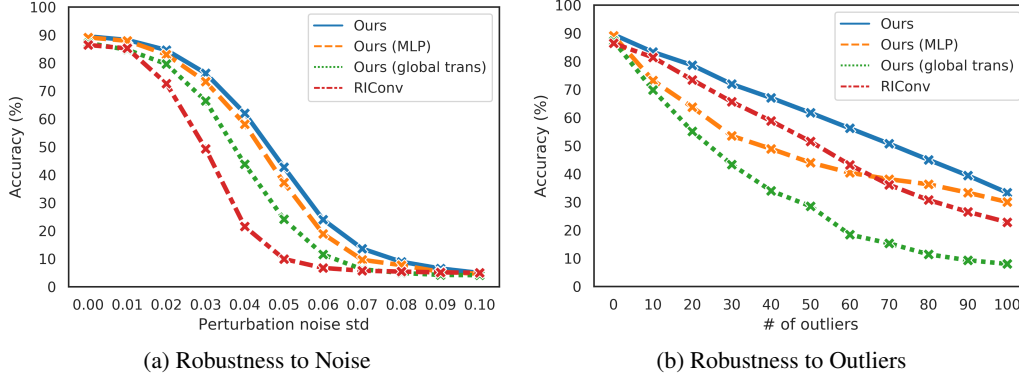 100
90
80
70
60
50
40
30
20
10
0
Accuracy (%)
Ours
Ours (MLP)
Ours (global trans)
RIConv
0.00 0.01 0.02 0.03 0.04 0.05 0.06 0.07 0.08 0.09 0.10
Perturbation noise std
(a) Robustness to Noise
100
90
80
70
60
50
40
30
20
10
0
Accuracy (%)
Ours
Ours (MLP)
Ours (global trans)
RIConv
0 10 20 30 40 50 60 70 80 90 100
# of outliers
(b) Robustness to Outliers